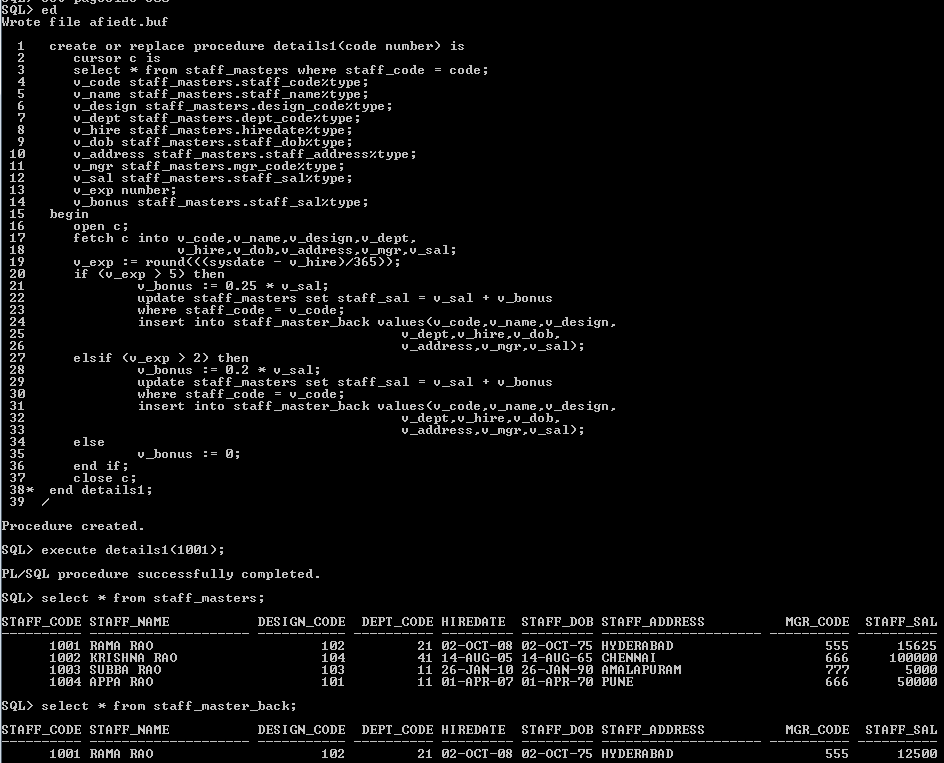 SQL> ed
Wrote file afiedt.buf
1 create or replace procedure details1(code number) is
2 cursor c is
3 select * from staff_masters where staff_code = code;
4 v_code staff_masters.staff_code%type;
5 v_name staff_masters.staff_name%type;
6 v_design staff_masters.design_code%type;
7 v_dept staff_masters.dept_code%type;
8 v_hire staff_masters.hiredate%type;
9 v_dob staff_masters.staff_dob%type;
10 v_address staff_masters.staff_address%type;
11 v_mgr staff_masters.mgr_code%type;
12 v_sal staff_masters.staff_sal%type;
13 v_exp number;
14 v_bonus staff_masters.staff_sal%type;
15 begin
16 open c;
17 fetch c into v_code,v_name,v_design,v_dept,
18 v_hire,v_dob,v_address,v_mgr,v_sal;
19 v_exp := round(((sysdate - v_hire)/365));
20 if (v_exp > 5) then
21 v_bonus := 0.25 * v_sal;
22 update staff_masters set staff_sal = v_sal + v_bonus
23 where staff_code = v_code;
24 insert into staff_master_back values(v_code,v_name,v_design,
25 v_dept,v_hire,v_dob,
26 v_address,v_mgr,v_sal);
27 elsif (v_exp > 2) then
28 v_bonus := 0.2 * v_sal;
29 update staff_masters set staff_sal = v_sal + v_bonus
30 where staff_code = v_code;
31 insert into staff_master_back values(v_code,v_name,v_design,
32 v_dept,v_hire,v_dob,
33 v_address,v_mgr,v_sal);
34 else
35 v_bonus := 0;
36 end if;
37 close c;
38* end details1;
39 /
Procedure created.
SQL> execute details1(1001);
PL/SQL procedure successfully completed.
SQL> select * from staff_masters;
STAFF_CODE STAFF_NAME DESIGN_CODE DEPT_CODE HIREDATE STAFF_DOB STAFF_ADDRESS MGR_CODE STAFF_SAL
1001 RAMA RAO 102 21 02-OCT-08 02-OCT-75 HYDERABAD 555 15625
1002 KRISHNA RAO 104 41 14-AUG-05 14-AUG-65 CHENNAI 666 100000
1003 SUBBA RAO 103 11 26-JAN-10 26-JAN-90 AMALAPURAM 777 5000
1004 APPA RAO 101 11 01-APR-07 01-APR-70 PUNE 666 50000
SQL> select * from staff_master_back;
STAFF_CODE STAFF_NAME DESIGN_CODE DEPT_CODE HIREDATE STAFF_DOB STAFF_ADDRESS MGR_CODE STAFF_SAL
1001 RAMA RAO 102 21 02-OCT-08 02-OCT-75 HYDERABAD 555 12500